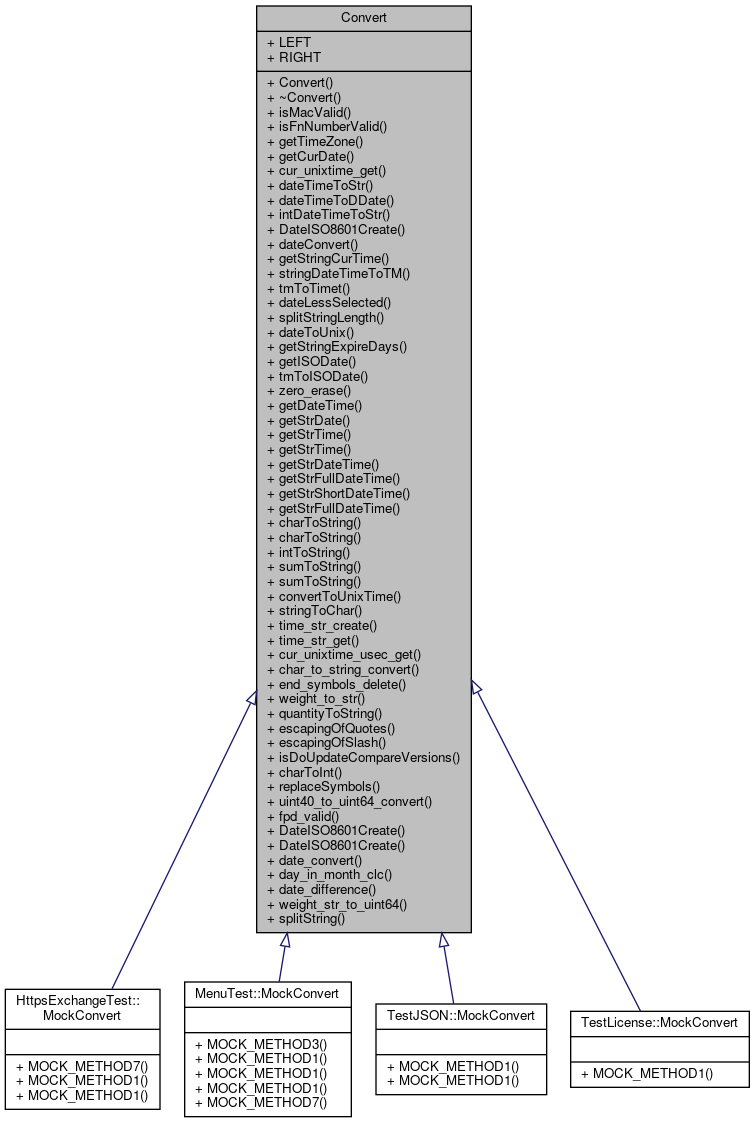 Convert
+ LEFT
+ RIGHT
+ Convert()
+ ~Convert()
+ isMacValid()
+ isFnNumberValid()
+ getTimeZone()
+ getCurDate()
+ cur_unixtime_get()
+ dateTimeToStr()
+ dateTimeToDDate()
+ intDateTimeToStr()
+ DateISO8601Create()
+ dateConvert()
+ getStringCurTime()
+ stringDateTimeToTM()
+ tmToTimet()
+ dateLessSelected()
+ splitStringLength()
+ dateToUnix()
+ getStringExpireDays()
+ getISODate()
+ tmToISODate()
+ zero_erase()
+ getDateTime()
+ getStrDate()
+ getStrTime()
+ getStrTime()
+ getStrDateTime()
+ getStrFullDateTime()
+ getStrShortDateTime()
+ getStrFullDateTime()
+ charToString()
+ charToString()
+ intToString()
+ sumToString()
+ sumToString()
+ convertToUnixTime()
+ stringToChar()
+ time_str_create()
+ time_str_get()
+ cur_unixtime_usec_get()
+ char_to_string_convert()
+ end_symbols_delete()
+ weight_to_str()
+ quantityToString()
+ escapingOfQuotes()
+ escapingOfSlash()
+ isDoUpdateCompareVersions()
+ charToInt()
+ replaceSymbols()
+ uint40_to_uint64_convert()
+ fpd_valid()
+ DateISO8601Create()
+ DateISO8601Create()
+ date_convert()
+ day_in_month_clc()
+ date_difference()
+ weight_str_to_uint64()
+ splitString()
HttpsExchangeTest::
MockConvert
+ MOCK_METHOD7()
+ MOCK_METHOD1()
+ MOCK_METHOD1()
MenuTest::MockConvert
+ MOCK_METHOD3()
+ MOCK_METHOD1()
+ MOCK_METHOD1()
+ MOCK_METHOD1()
+ MOCK_METHOD7()
TestJSON::MockConvert
+ MOCK_METHOD1()
+ MOCK_METHOD1()
TestLicense::MockConvert
+ MOCK_METHOD1()